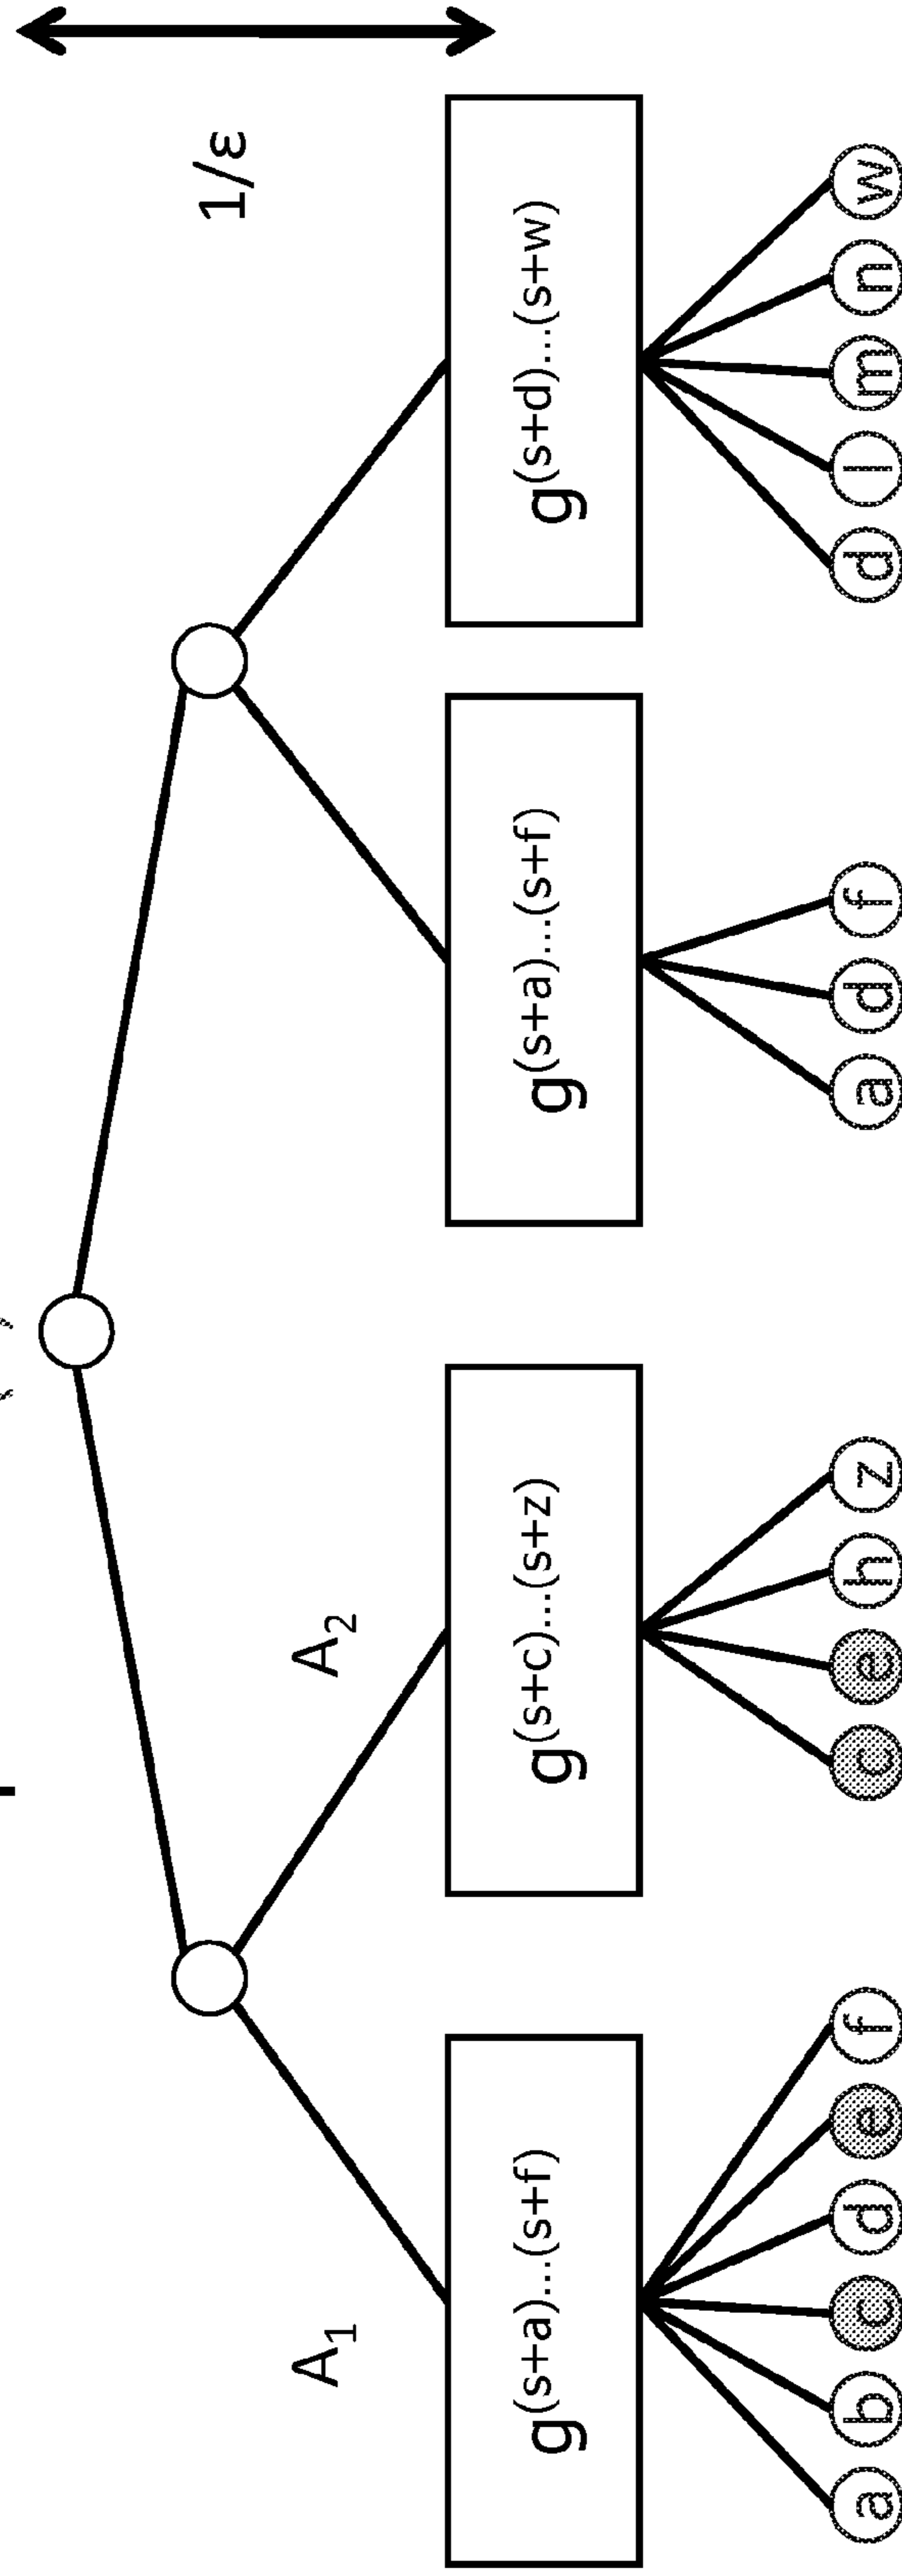 1/ε
A₁
A₂
g^(s+a)...(s+f)
g^(s+c)...(s+z)
g^(s+a)...(s+f)
g^(s+d)...(s+w)
a b c d e f
c e h z
a d f
d l m n w